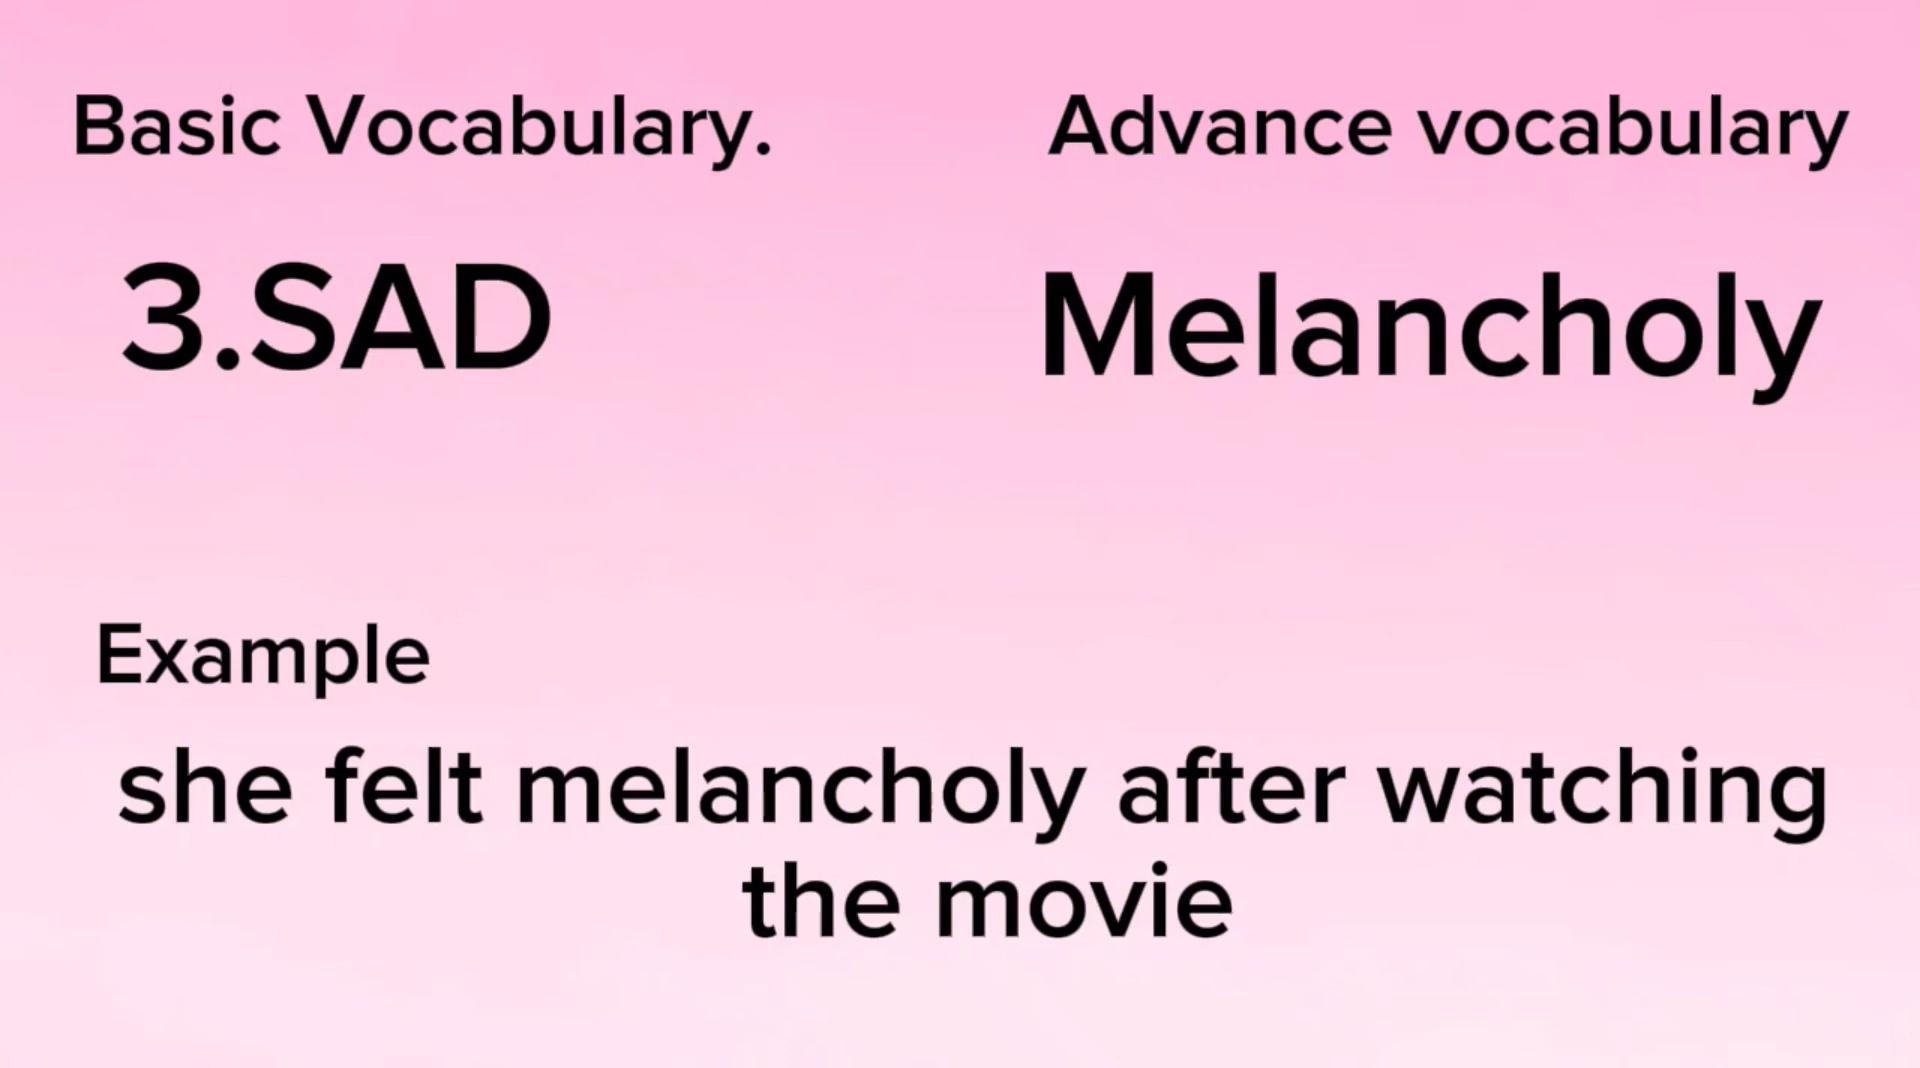 Basic Vocabulary.
Advance vocabulary
3.SAD
Melancholy
Example
she felt melancholy after watching
the movie